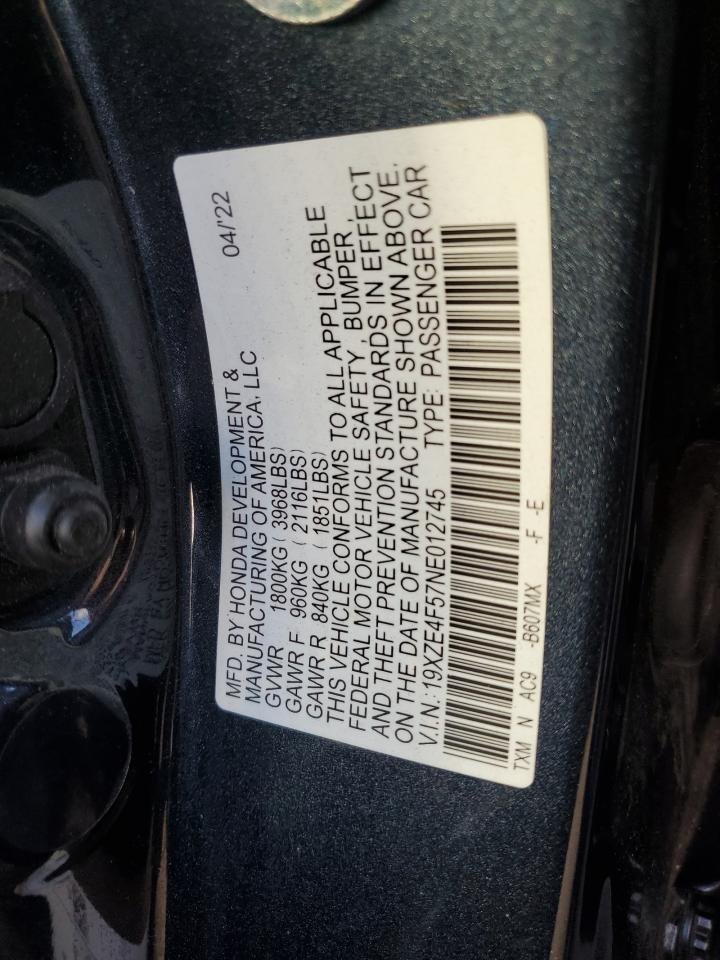 MFD. BY HONDA DEVELOPMENT & 04/'22
MANUFACTURING OF AMERICA, LLC
GVWR 1800KG ( 3968LBS)
GAWR F 960KG ( 2116LBS)
GAWR R 840KG ( 1851LBS)
THIS VEHICLE CONFORMS TO ALL APPLICABLE
FEDERAL MOTOR VEHICLE SAFETY, BUMPER,
AND THEFT PREVENTION STANDARDS IN EFFECT
ON THE DATE OF MANUFACTURE SHOWN ABOVE.
V.I.N.: 19XZE4F57NE012745 TYPE: PASSENGER CAR
TXM N AC9 -B607MX -F -E